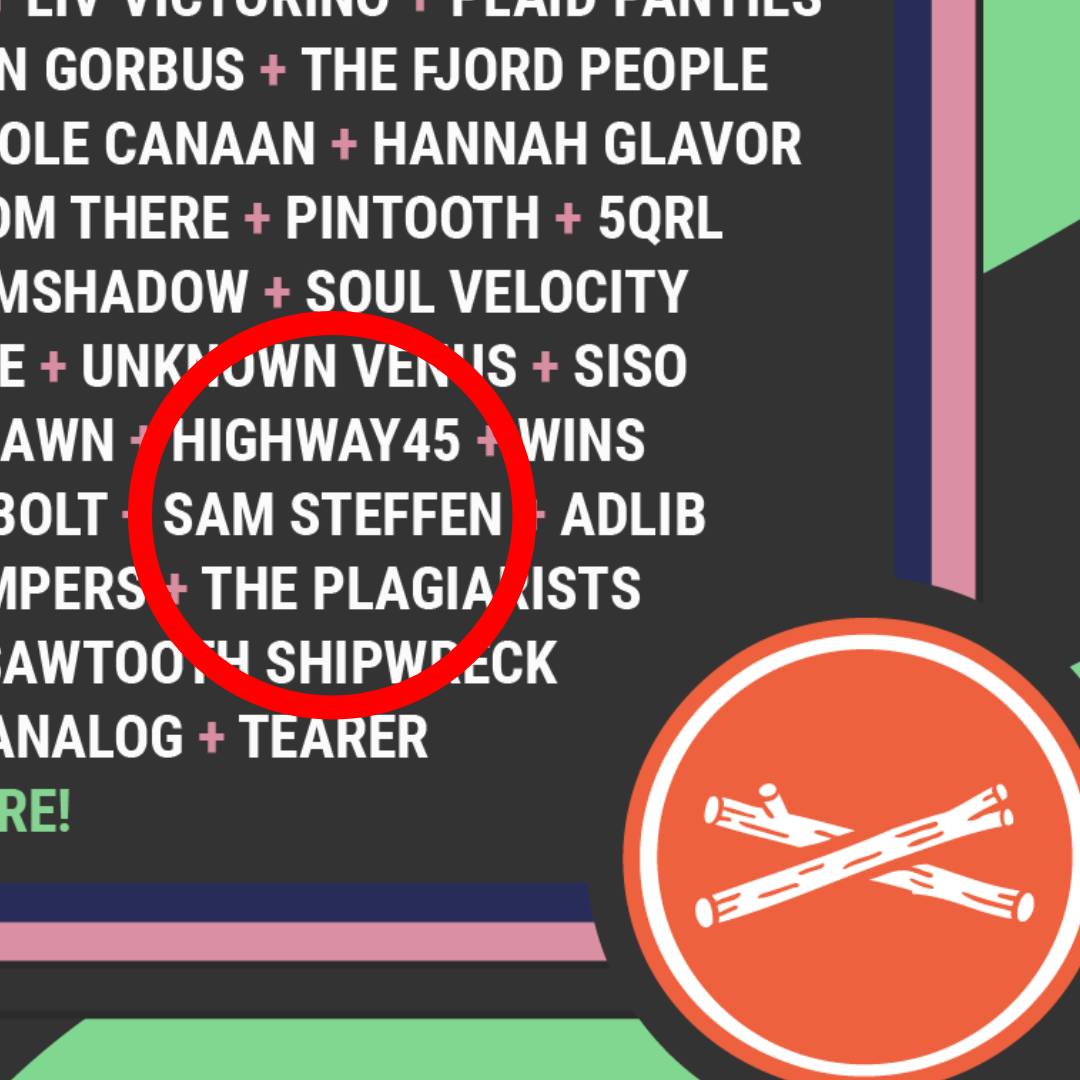 LIV VICTORINO + PLAID PANTIES
N GORBUS + THE FJORD PEOPLE
OLE CANAAN + HANNAH GLAVOR
OM THERE + PINTOOTH + 5QRL
MSHADOW + SOUL VELOCITY
E + UNKNOWN VENUS + SISO
AWN + HIGHWAY45 + WINS
BOLT + SAM STEFFEN + ADLIB
MPERS + THE PLAGIARISTS
SAWTOOTH SHIPWRECK
ANALOG + TEARER
RE!